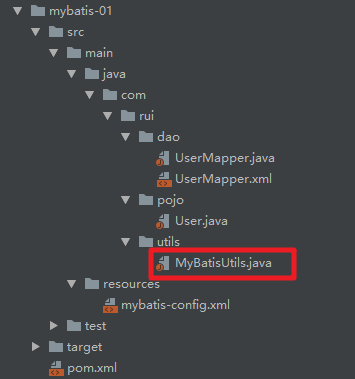 mybatis-01
src
main
java
com
rui
dao
UserMapper.java
UserMapper.xml
pojo
User.java
utils
MyBatisUtils.java
resources
mybatis-config.xml
test
target
pom.xml